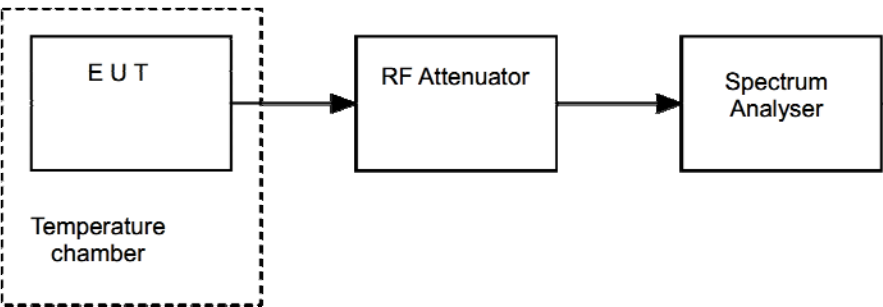 E U T
RF Attenuator
Spectrum
Analyser
Temperature
chamber